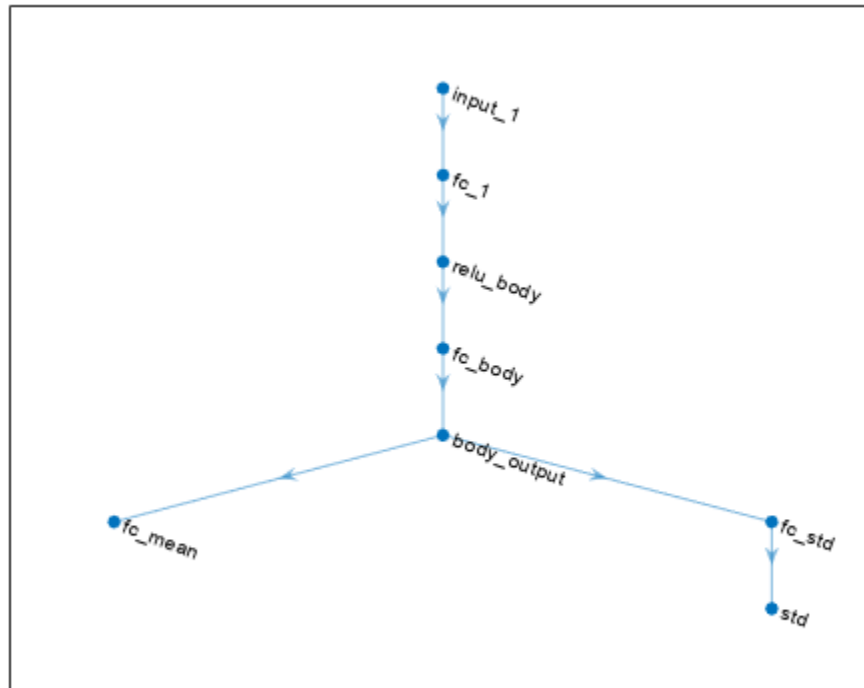 input_1
fc_1
relu_body
fc_body
body_output
fc_mean
fc_std
std